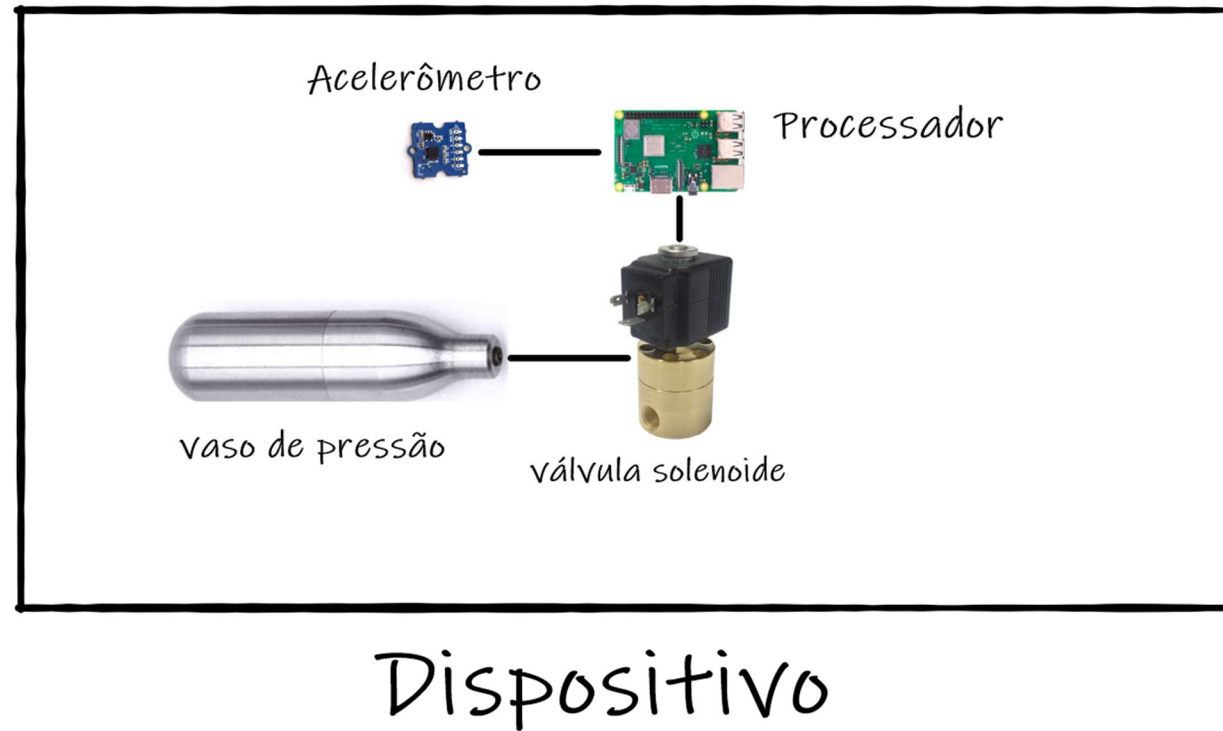 Acelerômetro
Processador
vaso de pressão
válvula solenoide
Dispositivo